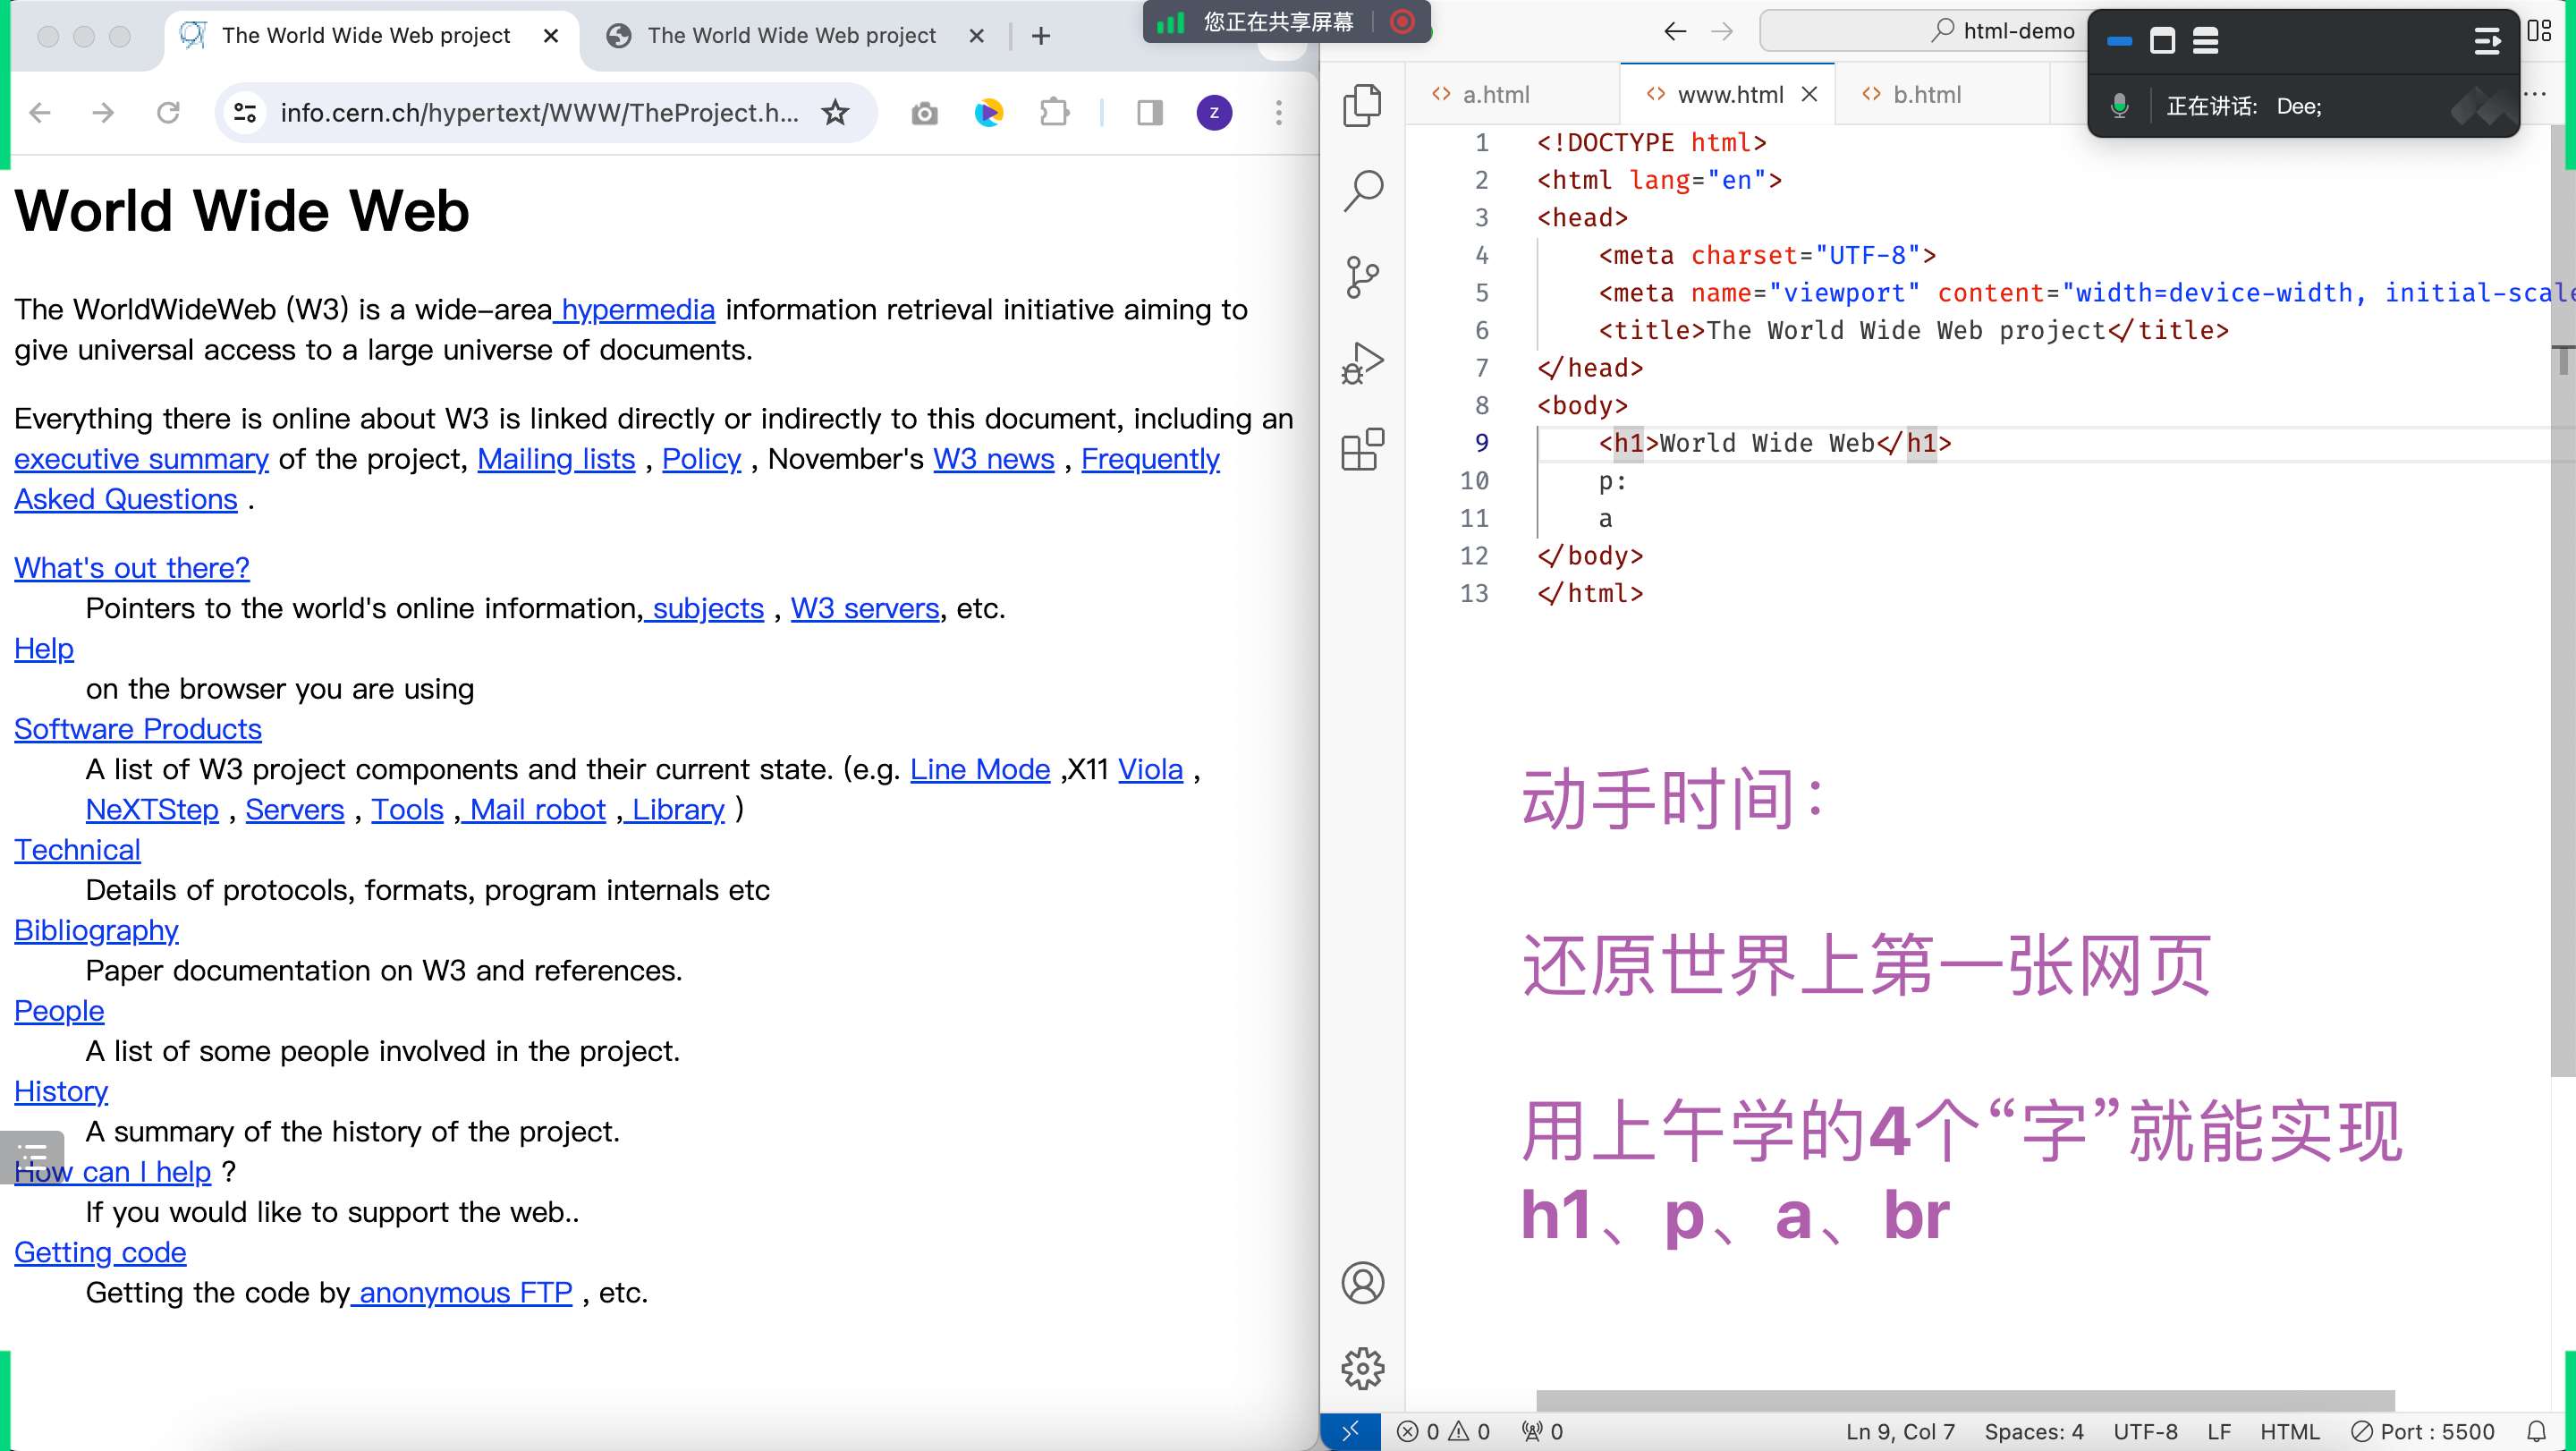 您正在共享屏幕
The World Wide Web project
The World Wide Web project
info.cern.ch/hypertext/WWW/TheProject.h...
z
World Wide Web
The WorldWideWeb (W3) is a wide-area hypermedia information retrieval initiative aiming to
give universal access to a large universe of documents.
Everything there is online about W3 is linked directly or indirectly to this document, including an
executive summary of the project, Mailing lists , Policy , November's W3 news , Frequently
Asked Questions .
What's out there?
Pointers to the world's online information, subjects , W3 servers, etc.
Help
on the browser you are using
Software Products
A list of W3 project components and their current state. (e.g. Line Mode ,X11 Viola ,
NeXTStep , Servers , Tools , Mail robot , Library )
Technical
Details of protocols, formats, program internals etc
Bibliography
Paper documentation on W3 and references.
People
A list of some people involved in the project.
History
A summary of the history of the project.
How can I help ?
If you would like to support the web..
Getting code
Getting the code by anonymous FTP , etc.
html-demo
正在讲话: Dee;
a.html
www.html
b.html
1 <!DOCTYPE html>
2 <html lang="en">
3 <head>
4 <meta charset="UTF-8">
5 <meta name="viewport" content="width=device-width, initial-scale
6 <title>The World Wide Web project</title>
7 </head>
8 <body>
9 <h1>World Wide Web</h1>
10 p:
11 a
12 </body>
13 </html>
动手时间：
还原世界上第一张网页
用上午学的4个“字”就能实现
h1、p、a、br
0 0 0
Ln 9, Col 7 Spaces: 4 UTF-8 LF HTML Port : 5500